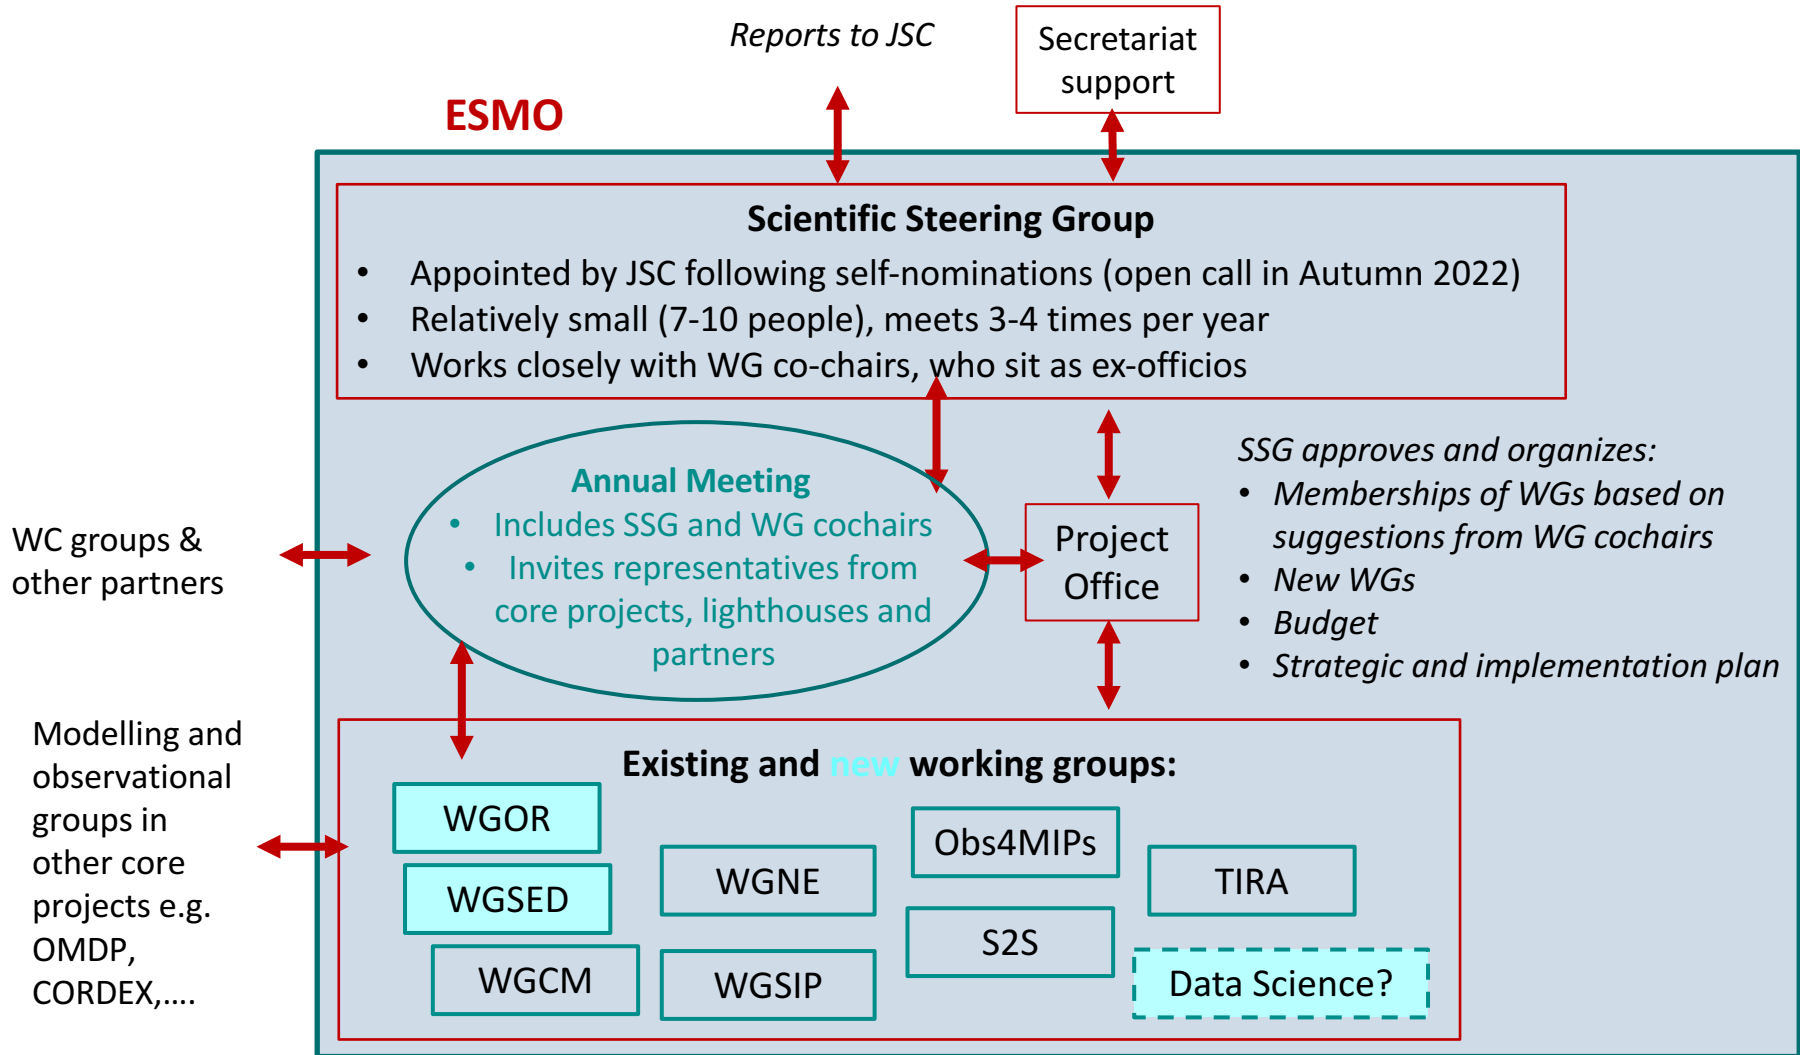 Reports to JSC
Secretariat
support
ESMO
Scientific Steering Group
• Appointed by JSC following self-nominations (open call in Autumn 2022)
• Relatively small (7-10 people), meets 3-4 times per year
• Works closely with WG co-chairs, who sit as ex-officios
Annual Meeting
• Includes SSG and WG cochairs
• Invites representatives from
core projects, lighthouses and
partners
Project
Office
SSG approves and organizes:
• Memberships of WGs based on
suggestions from WG cochairs
• New WGs
• Budget
• Strategic and implementation plan
WC groups &
other partners
Modelling and
observational
groups in
other core
projects e.g.
OMDP,
CORDEX,....
Existing and new working groups:
WGOR
WGSED
WGCM
WGNE
WGSIP
Obs4MIPs
S2S
TIRA
Data Science?